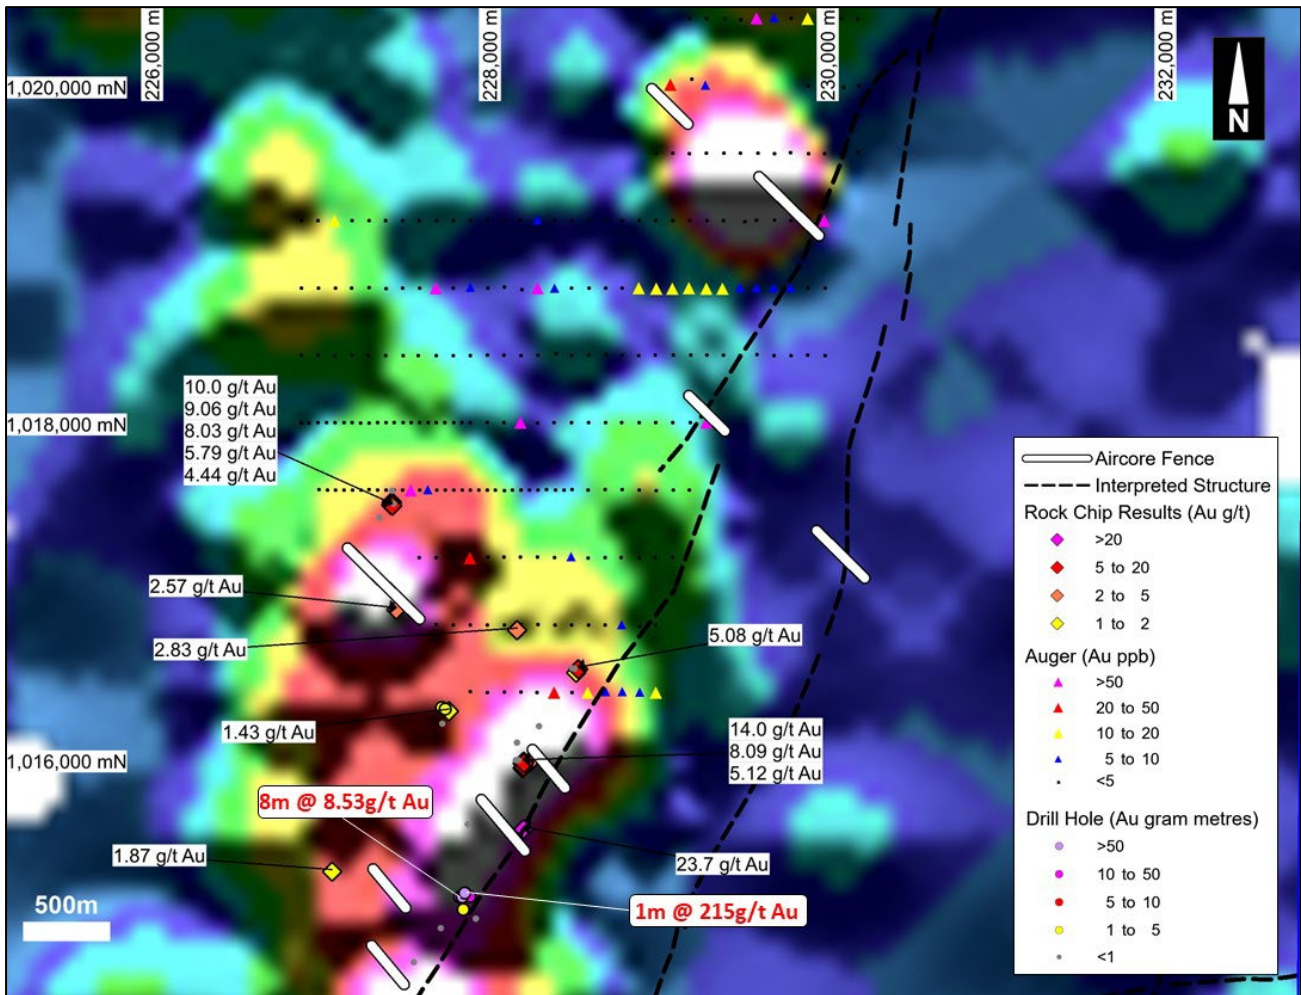 226,000 m
228,000 m
230,000 m
232,000 m
1,020,000 mN
N
1,018,000 mN
10.0 g/t Au
9.06 g/t Au
8.03 g/t Au
5.79 g/t Au
4.44 g/t Au
2.57 g/t Au
2.83 g/t Au
5.08 g/t Au
1.43 g/t Au
14.0 g/t Au
8.09 g/t Au
5.12 g/t Au
1,016,000 mN
8m @ 8.53g/t Au
1.87 g/t Au
23.7 g/t Au
1m @ 215g/t Au
500m
Aircore Fence
Interpreted Structure
Rock Chip Results (Au g/t)
>20
5 to 20
2 to 5
1 to 2
Auger (Au ppb)
>50
20 to 50
10 to 20
5 to 10
<5
Drill Hole (Au gram metres)
>50
10 to 50
5 to 10
1 to 5
<1